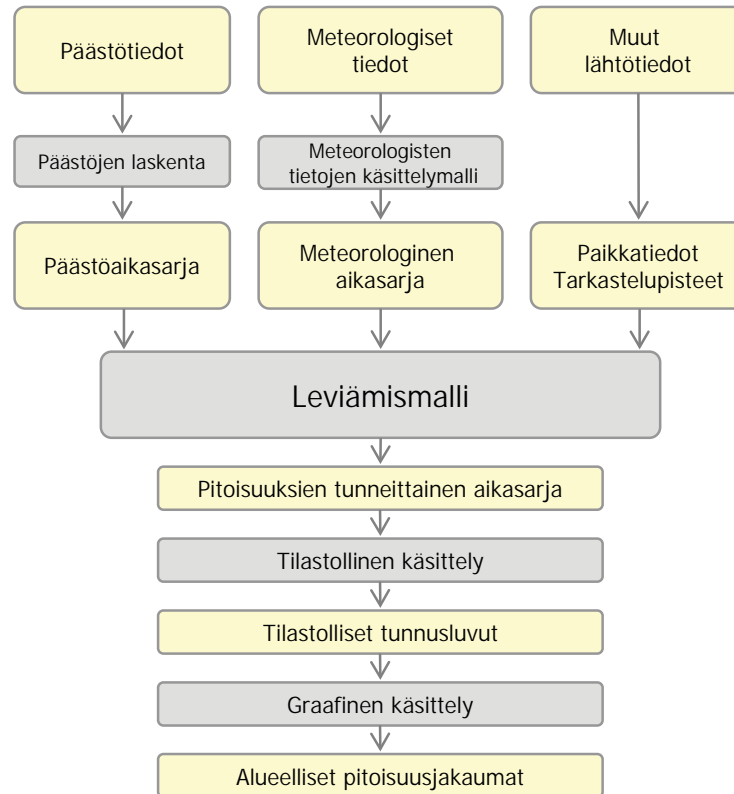 Päästötiedot
Meteorologiset
tiedot
Muut
lähtötiedot
Päästöjen laskenta
Meteorologisten
tietojen käsittelymalli
Päästöaikasarja
Meteorologinen
aikasarja
Paikkatiedot
Tarkastelupisteet
Leviämismalli
Pitoisuuksien tunneittainen aikasarja
Tilastollinen käsittely
Tilastolliset tunnusluvut
Graafinen käsittely
Alueelliset pitoisuusjakaumat